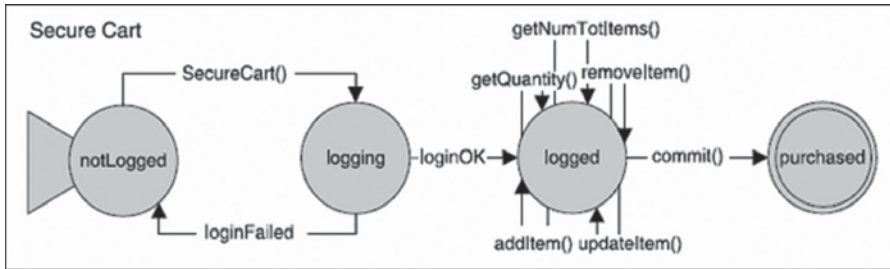 Secure Cart
getNumTotItems()
SecureCart()
getQuantity() removeItem()
notLogged
logging
loginOK
logged
commit()
purchased
loginFailed
addItem() updateItem()